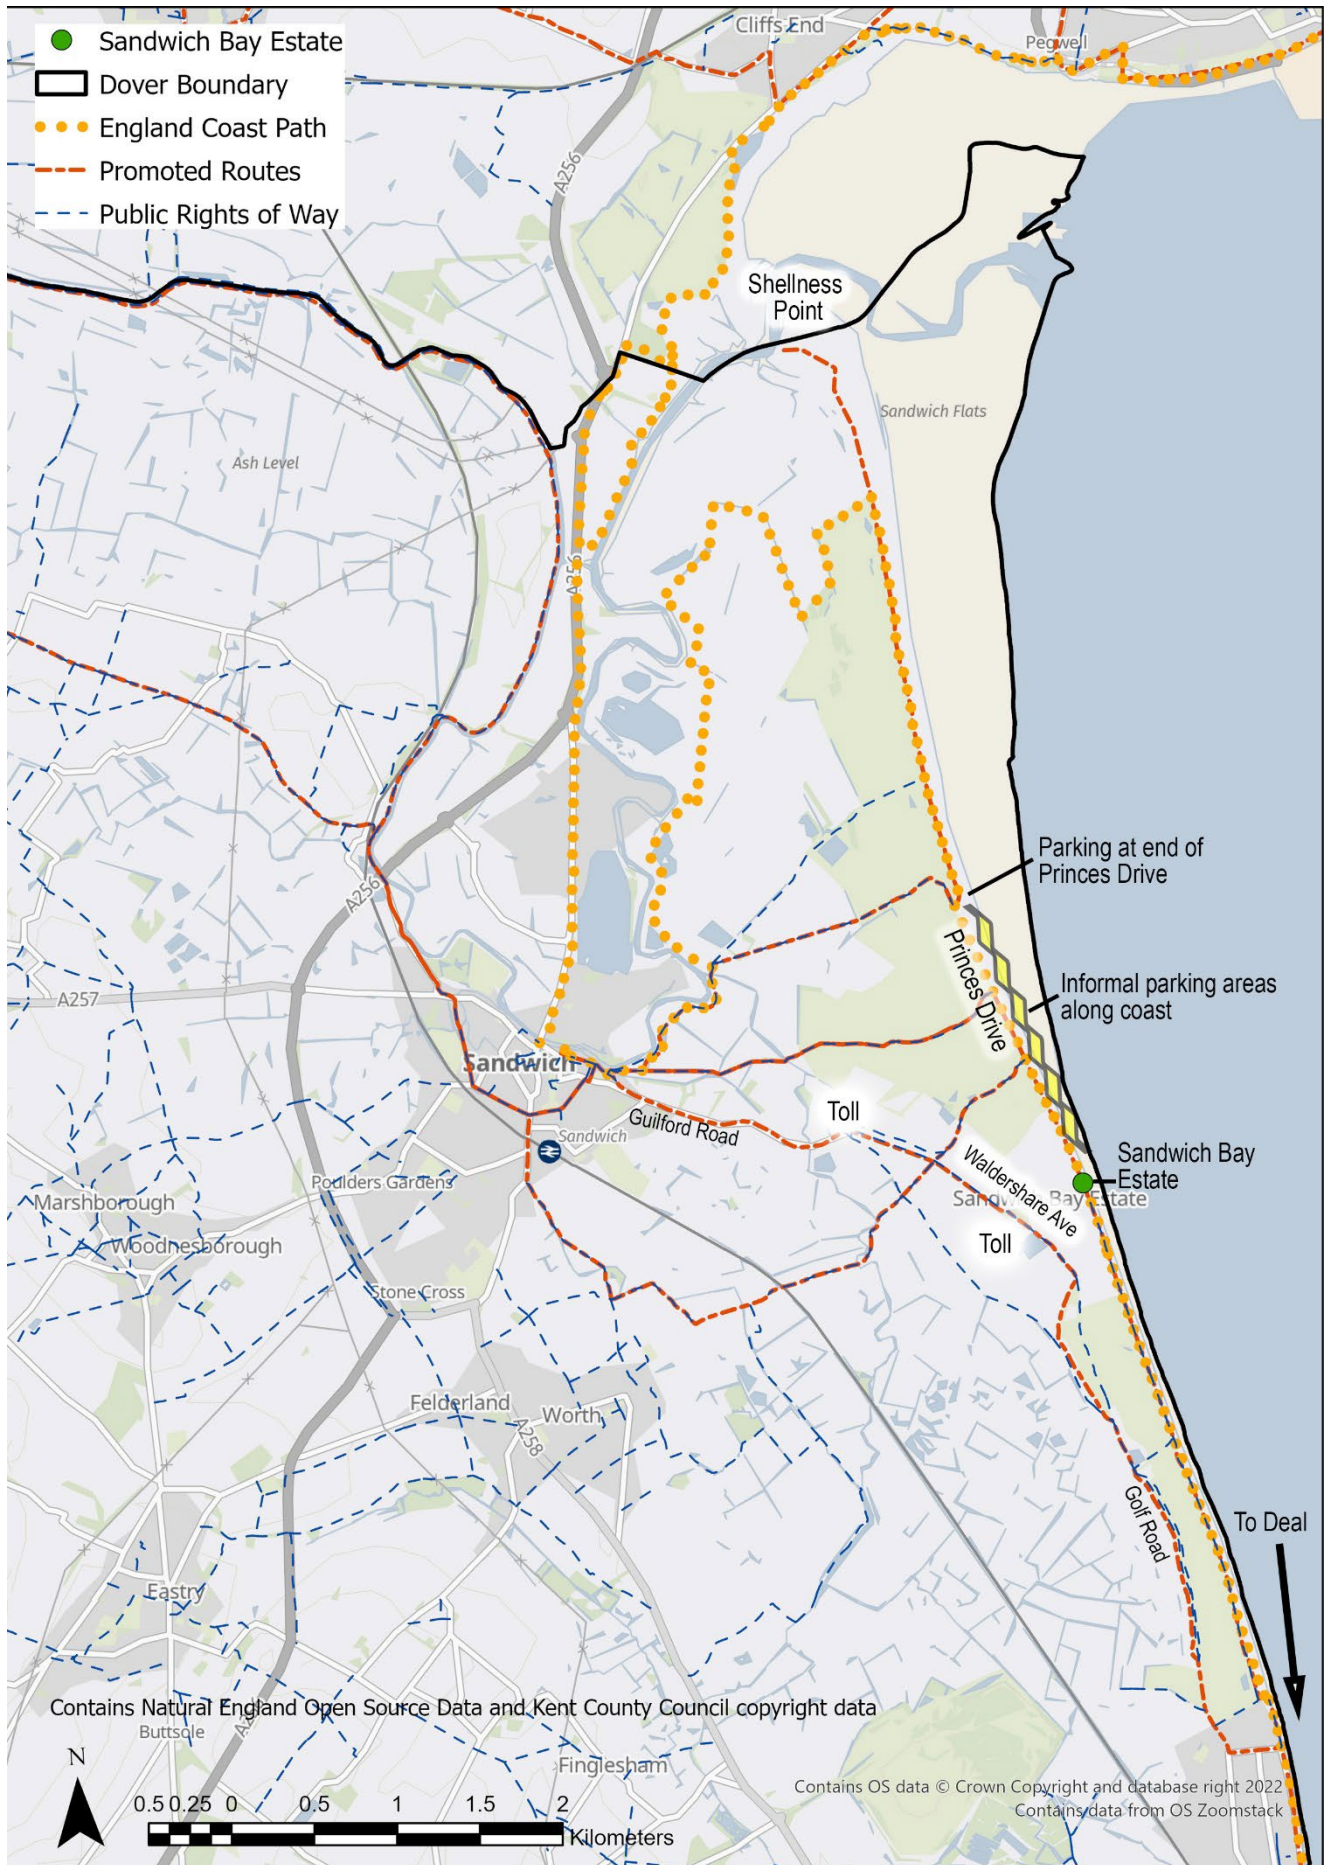 Sandwich Bay Estate
Dover Boundary
England Coast Path
Promoted Routes
Public Rights of Way
Cliffs End
Pegwell
A256
Shellness
Point
Sandwich Flats
Ash Level
A256
Parking at end of
Princes Drive
A256
Princes Drive
Informal parking areas
along coast
A257
Sandwich
Toll
Guilford Road
Sandwich
Waldershare Ave
Sandwich Bay
Estate
Sandwich Bay Estate
Poulders Gardens
Marshborough
Woodnesborough
Toll
Stone Cross
Felderland
Worth
A258
Golf Road
To Deal
Eastry
Contains Natural England Open Source Data and Kent County Council copyright data
Buttsole
Finglesham
N
Contains OS data © Crown Copyright and database right 2022
Contains data from OS Zoomstack
0.5 0.25 0 0.5 1 1.5 2
Kilometers